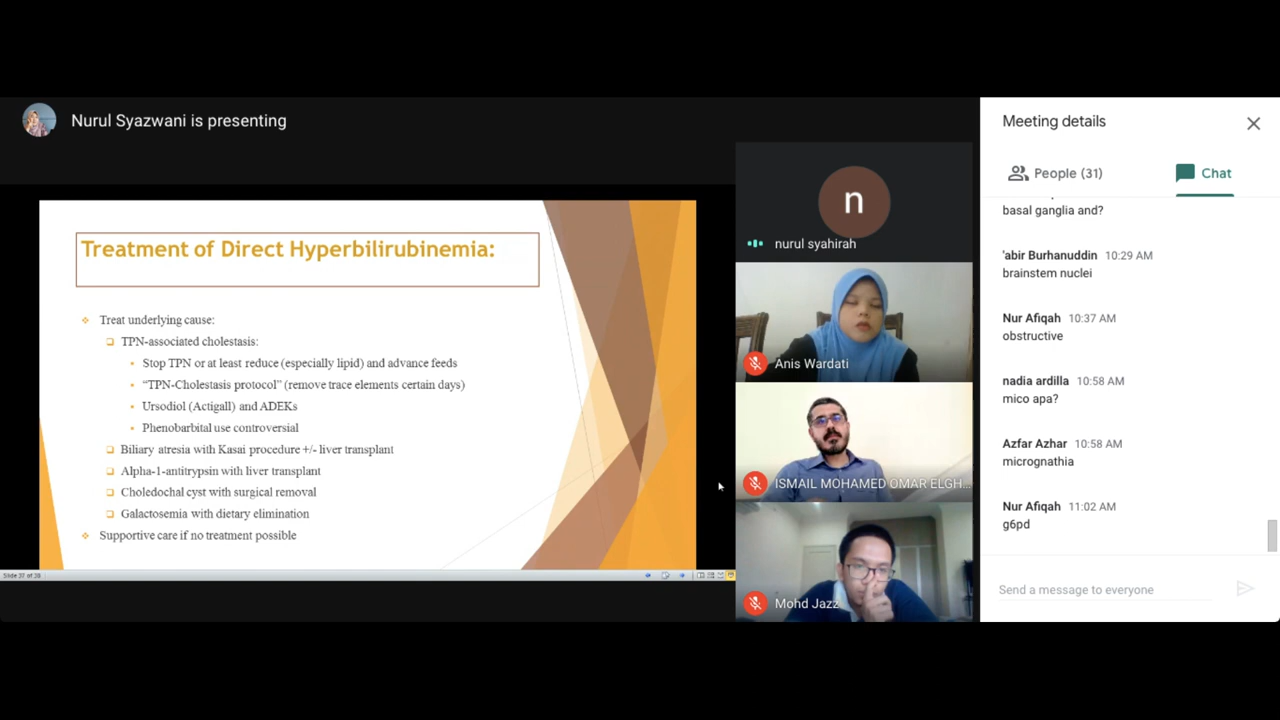 Nurul Syazwani is presenting
Treatment of Direct Hyperbilirubinemia:
Treat underlying cause:
TPN-associated cholestasis:
Stop TPN or at least reduce (especially lipid) and advance feeds
“TPN-Cholestasis protocol” (remove trace elements certain days)
Ursodiol (Actigall) and ADEKs
Phenobarbital use controversial
Biliary atresia with Kasai procedure +/- liver transplant
Alpha-1-antitrypsin with liver transplant
Choledochal cyst with surgical removal
Galactosemia with dietary elimination
Supportive care if no treatment possible
Slide 37 of 38
n
nurul syahirah
Anis Wardati
ISMAIL MOHAMED OMAR ELGH...
Mohd Jazz
Meeting details
People (31)
Chat
basal ganglia and?
'abir Burhanuddin 10:29 AM
brainstem nuclei
Nur Afiqah 10:37 AM
obstructive
nadia ardilla 10:58 AM
mico apa?
Azfar Azhar 10:58 AM
micrognathia
Nur Afiqah 11:02 AM
g6pd
Send a message to everyone